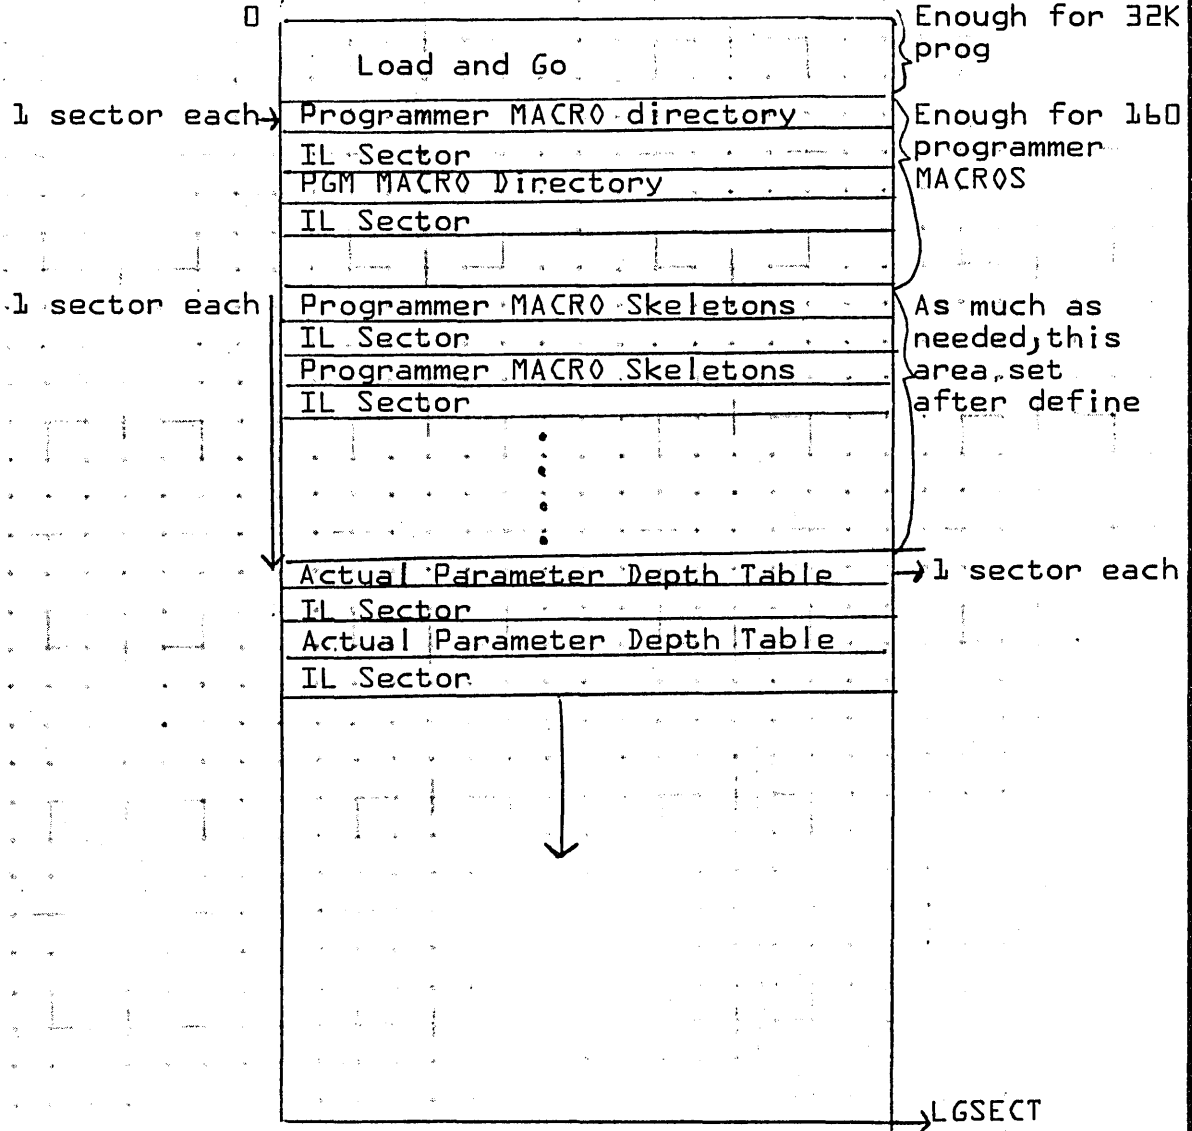 0
Enough for 32K
prog
Load and Go
1 sector each
Programmer MACRO directory
Enough for 160
programmer
MACROS
IL Sector
PGM MACRO Directory
IL Sector
1 sector each
Programmer MACRO Skeletons
As much as
needed, this
area, set
after define
IL Sector
Programmer MACRO Skeletons
IL Sector
Actual Parameter Depth Table
1 sector each
IL Sector
Actual Parameter Depth Table
IL Sector
LGSECT